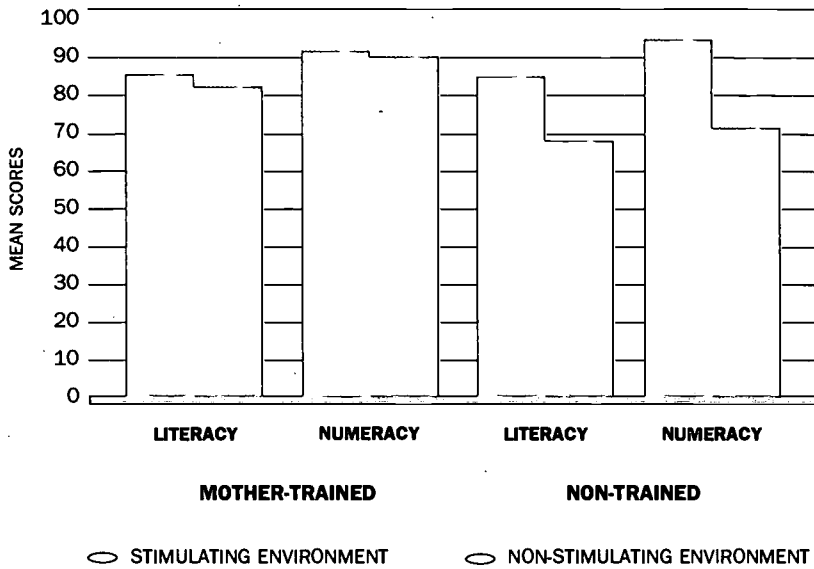 100
90
80
70
60
50
40
30
20
10
0
MEAN SCORES
LITERACY NUMERACY LITERACY NUMERACY
MOTHER-TRAINED NON-TRAINED
STIMULATING ENVIRONMENT NON-STIMULATING ENVIRONMENT